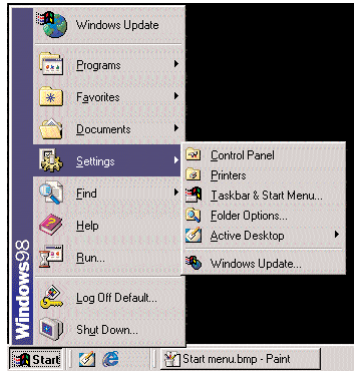 Windows Update
Programs
Favorites
Documents
Settings
Find
Help
Run...
Log Off Default...
Shut Down...
Windows98
Control Panel
Printers
Taskbar & Start Menu...
Folder Options...
Active Desktop
Windows Update...
Start
Start menu.bmp - Paint